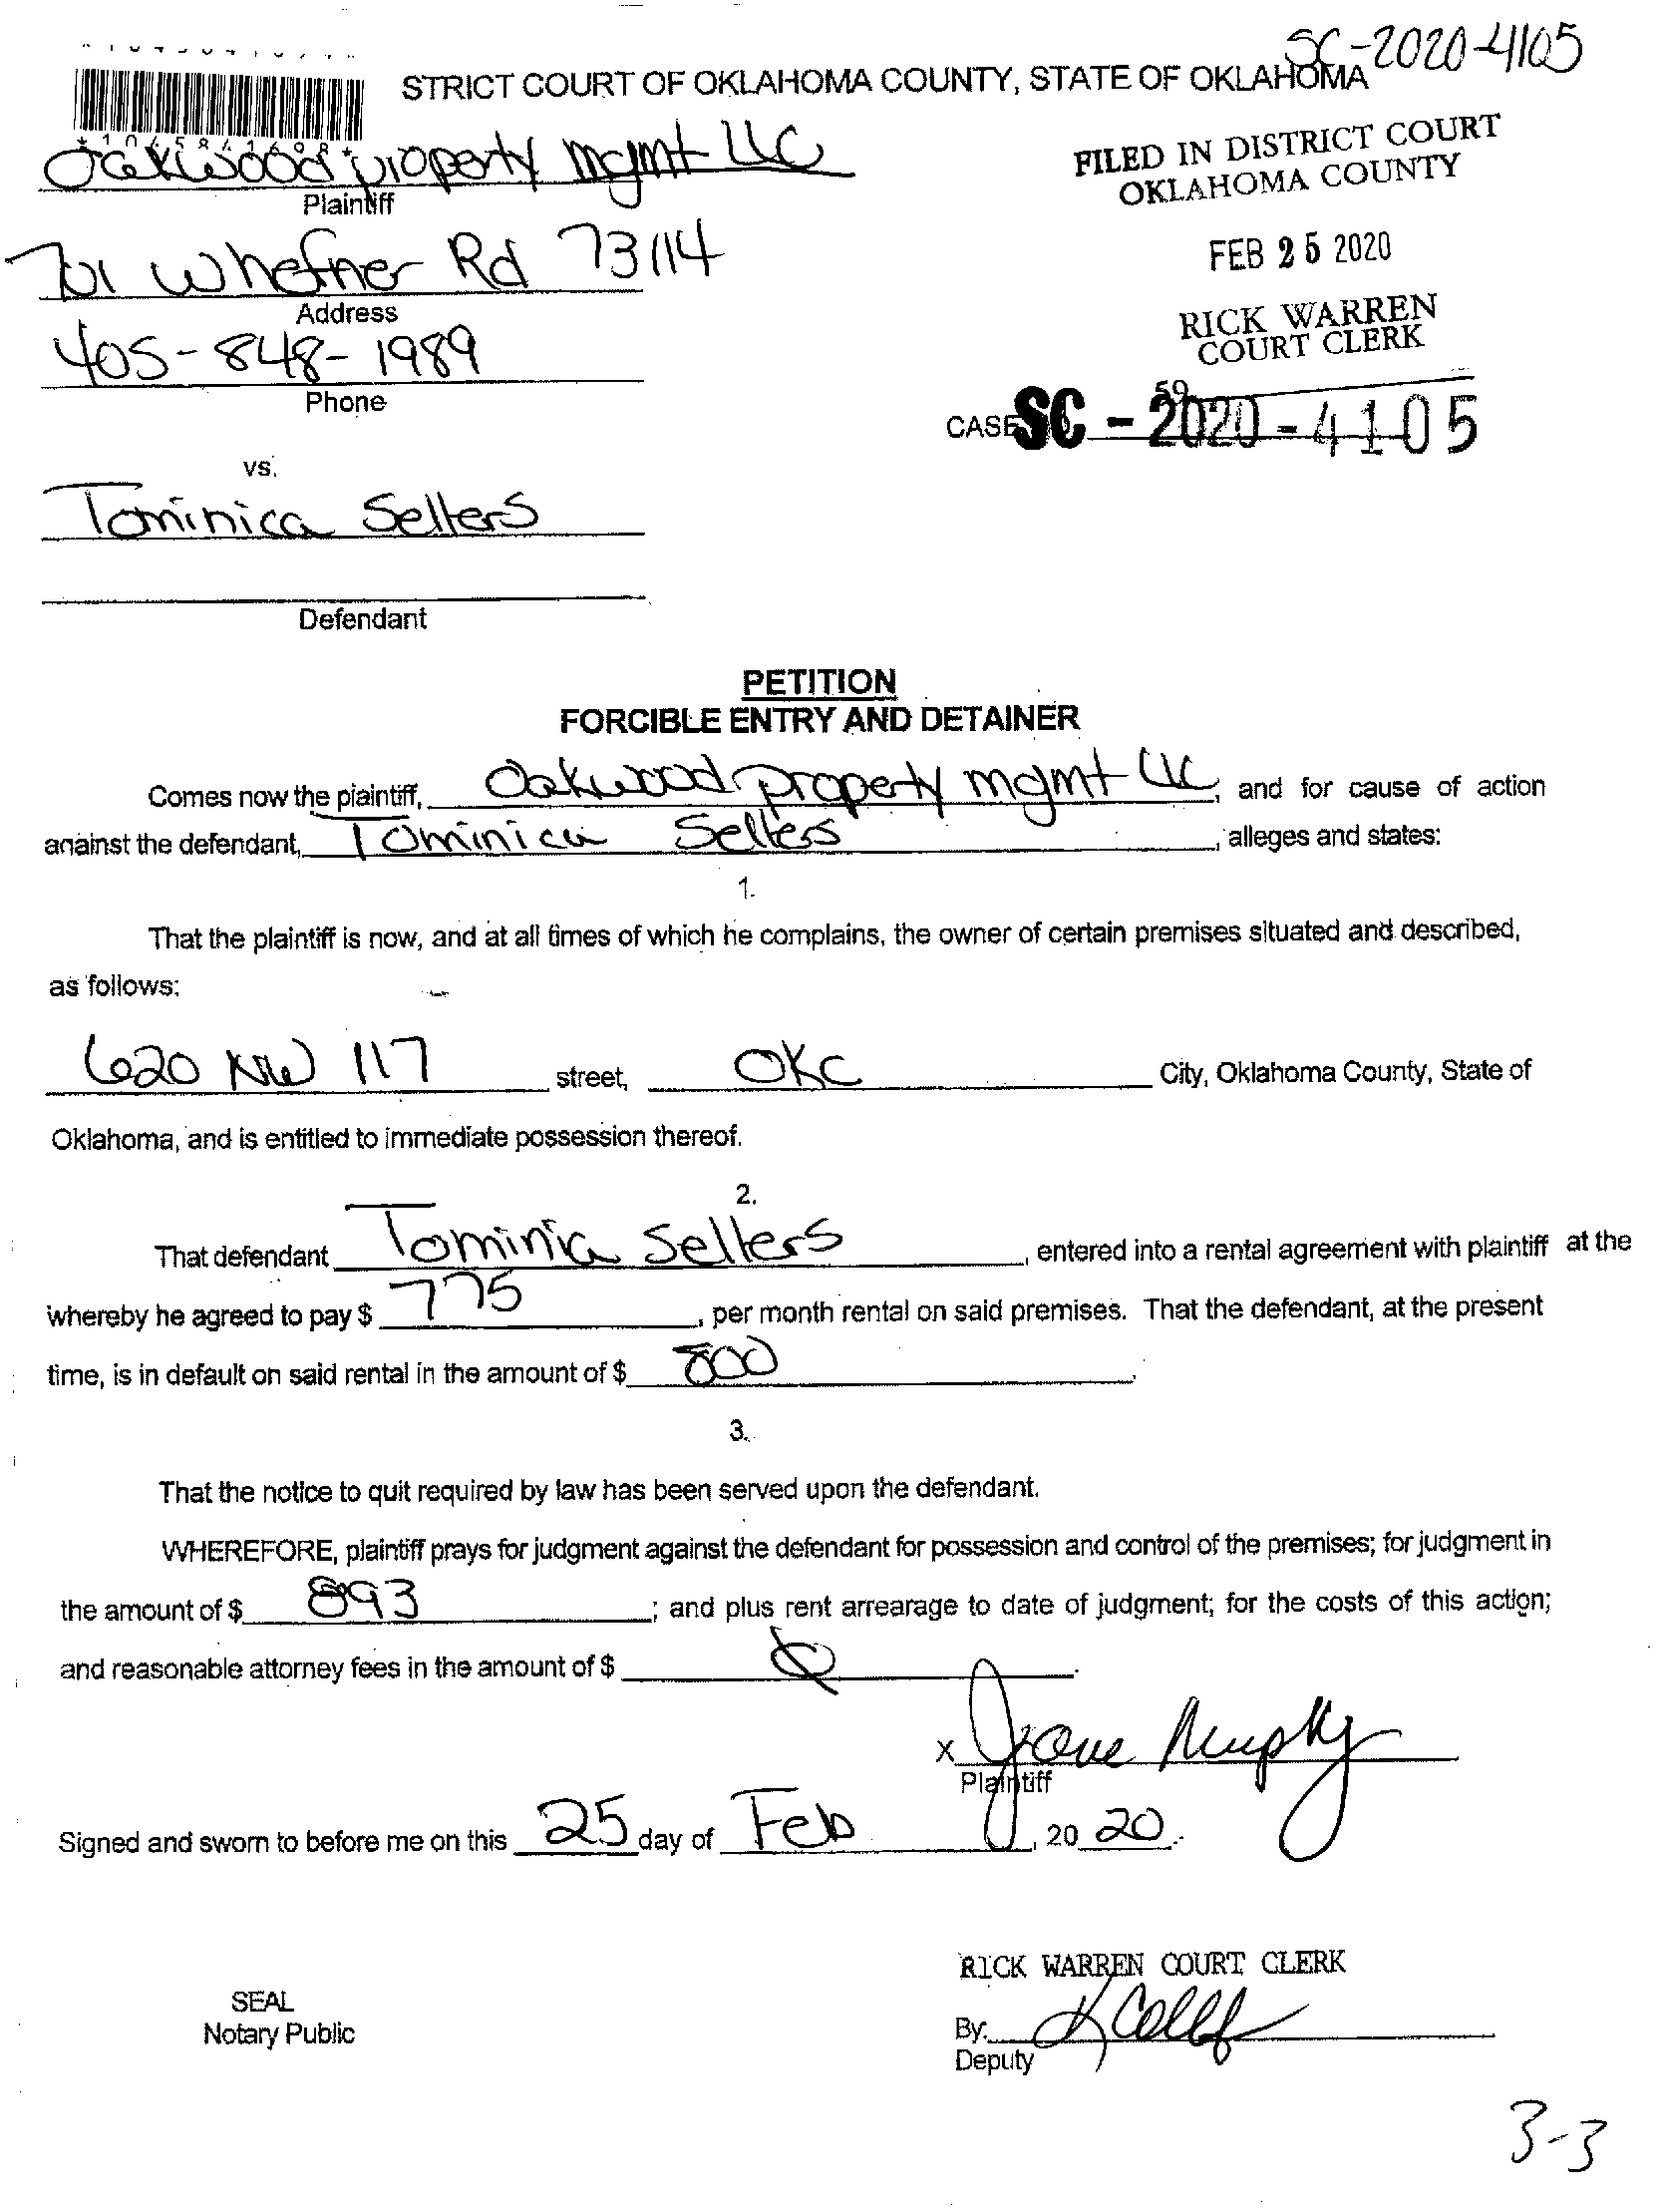 SC-2020-4105
STRICT COURT OF OKLAHOMA COUNTY, STATE OF OKLAHOMA
*1045841698*
Oakwood property mgmt LLC
Plaintiff
FILED IN DISTRICT COURT
OKLAHOMA COUNTY
701 W hefner Rd 73114
Address
FEB 25 2020
405-848-1989
Phone
RICK WARREN
COURT CLERK
59
CASE SC - 2020 - 4105
vs.
Tominica Sellers
Defendant
PETITION
FORCIBLE ENTRY AND DETAINER
Comes now the plaintiff, Oakwood property mgmt LLC, and for cause of action
against the defendant, Tominica Sellers, alleges and states:
1.
That the plaintiff is now, and at all times of which he complains, the owner of certain premises situated and described,
as follows:
620 NW 117 street, OKC City, Oklahoma County, State of
Oklahoma, and is entitled to immediate possession thereof.
2.
That defendant Tominica Sellers, entered into a rental agreement with plaintiff at the
whereby he agreed to pay $ 775, per month rental on said premises. That the defendant, at the present
time, is in default on said rental in the amount of $ 800.
3.
That the notice to quit required by law has been served upon the defendant.
WHEREFORE, plaintiff prays for judgment against the defendant for possession and control of the premises; for judgment in
the amount of $ 893; and plus rent arrearage to date of judgment; for the costs of this action;
and reasonable attorney fees in the amount of $
x Jane Murphy
Plaintiff
Signed and sworn to before me on this 25 day of Feb, 20 20.
RICK WARREN COURT CLERK
SEAL
Notary Public
By:
Deputy
3-3